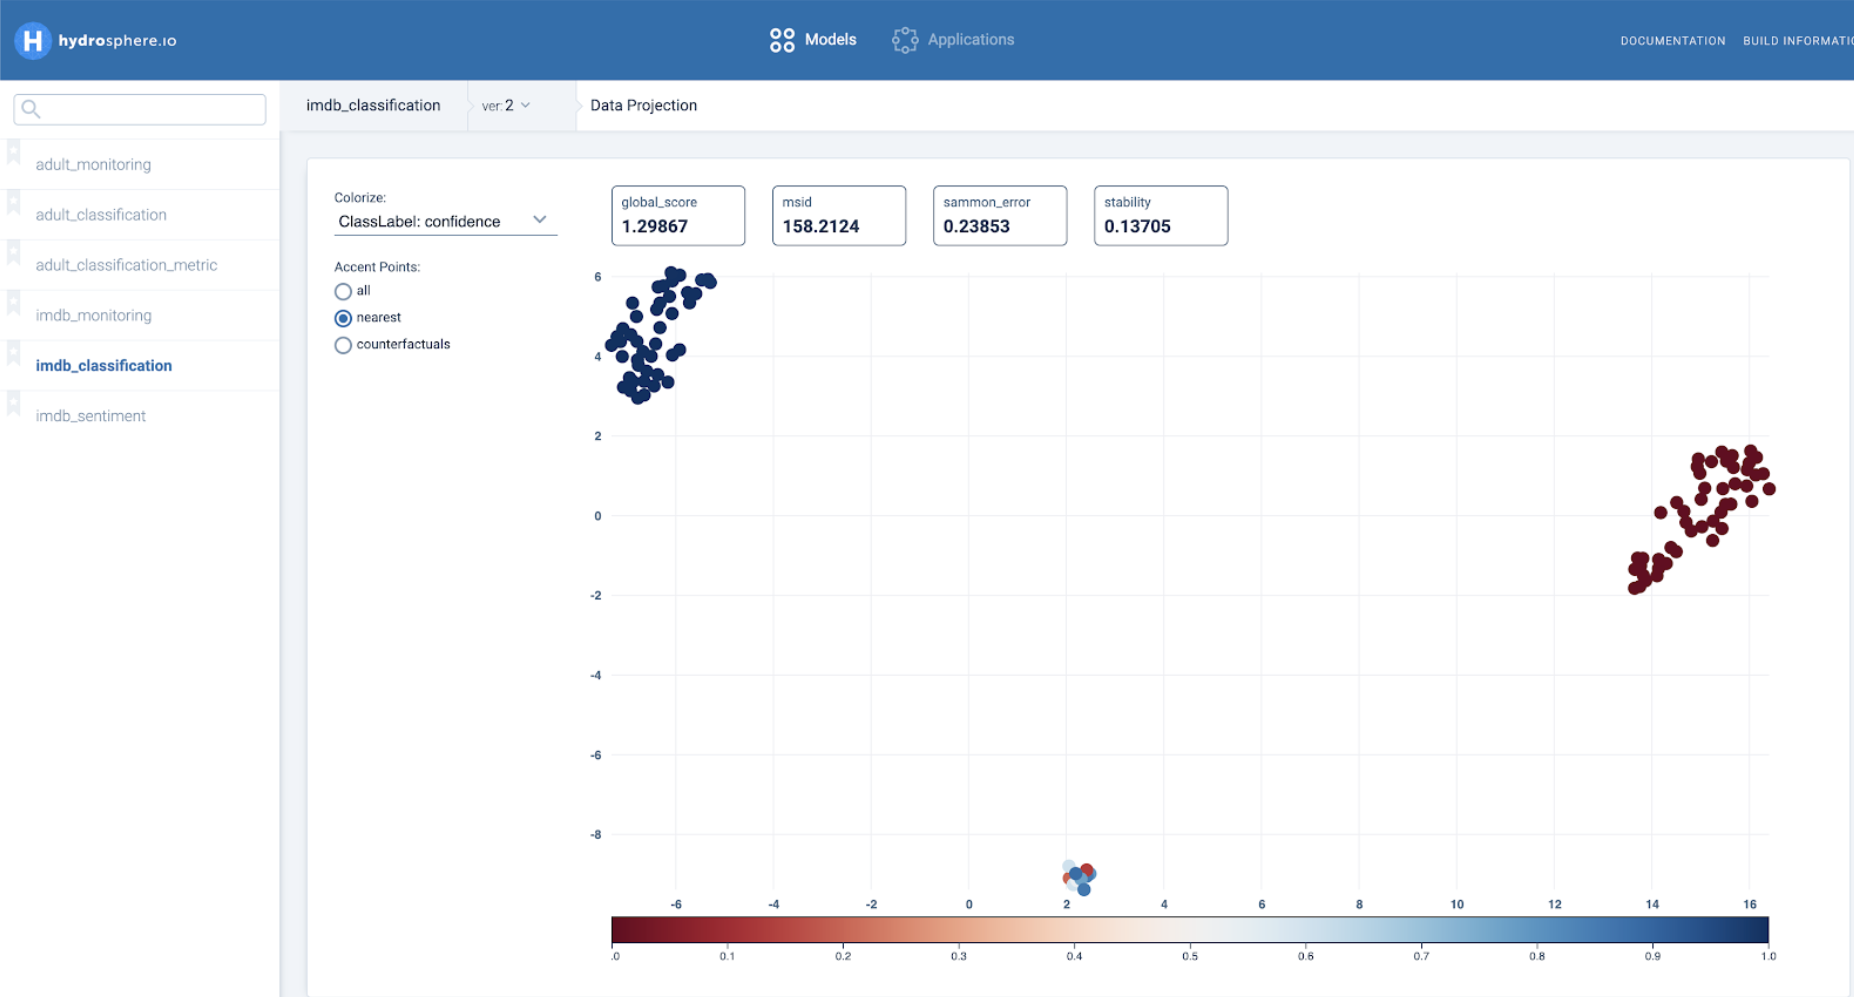 hydrosphere.io
Models
Applications
DOCUMENTATION
BUILD INFORMATIO
imdb_classification
ver: 2
Data Projection
adult_monitoring
adult_classification
adult_classification_metric
imdb_monitoring
imdb_classification
imdb_sentiment
Colorize:
ClassLabel: confidence
Accent Points:
all
nearest
counterfactuals
global_score
1.29867
msid
158.2124
sammon_error
0.23853
stability
0.13705
6
4
2
0
-2
-4
-6
-8
-6 -4 -2 0 2 4 6 8 10 12 14 16
.0 0.1 0.2 0.3 0.4 0.5 0.6 0.7 0.8 0.9 1.0